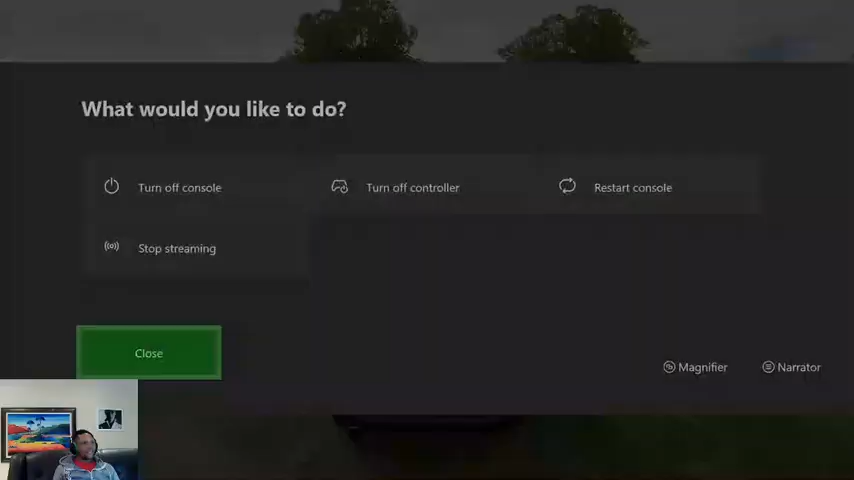 What would you like to do?
Turn off console
Turn off controller
Restart console
Stop streaming
Close
Magnifier
Narrator